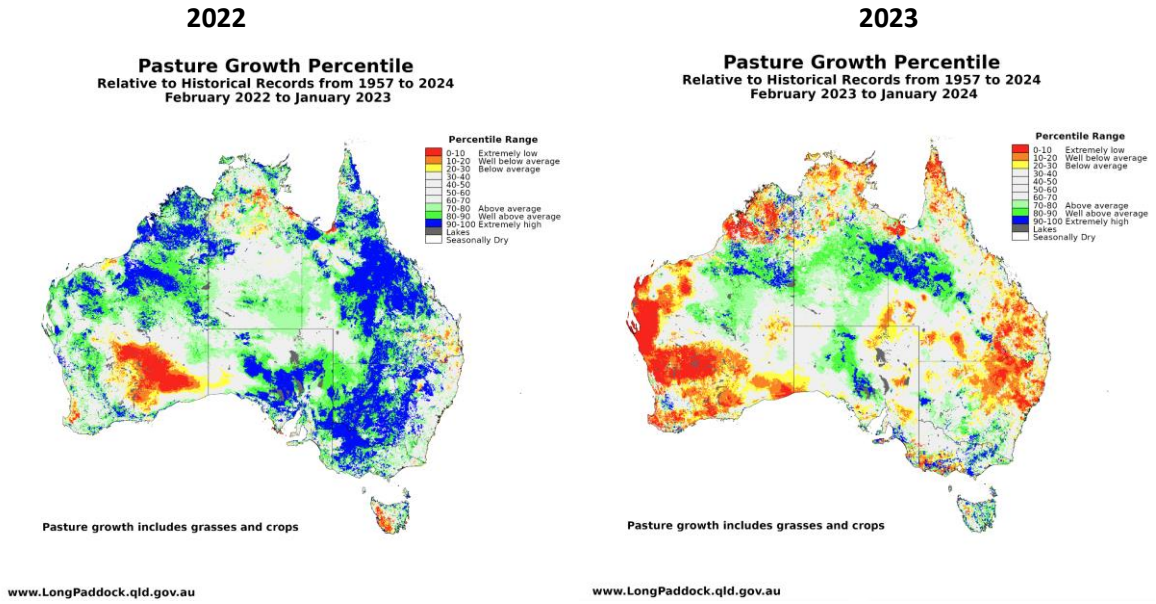 2022
Pasture Growth Percentile
Relative to Historical Records from 1957 to 2024
February 2022 to January 2023
Percentile Range
0-10 Extremely low
10-20 Well below average
20-30 Below average
30-40
40-50
50-60
60-70
70-80 Above average
80-90 Well above average
90-100 Extremely high
Lakes
Seasonally Dry
Pasture growth includes grasses and crops
www.LongPaddock.qld.gov.au
2023
Pasture Growth Percentile
Relative to Historical Records from 1957 to 2024
February 2023 to January 2024
Percentile Range
0-10 Extremely low
10-20 Well below average
20-30 Below average
30-40
40-50
50-60
60-70
70-80 Above average
80-90 Well above average
90-100 Extremely high
Lakes
Seasonally Dry
Pasture growth includes grasses and crops
www.LongPaddock.qld.gov.au